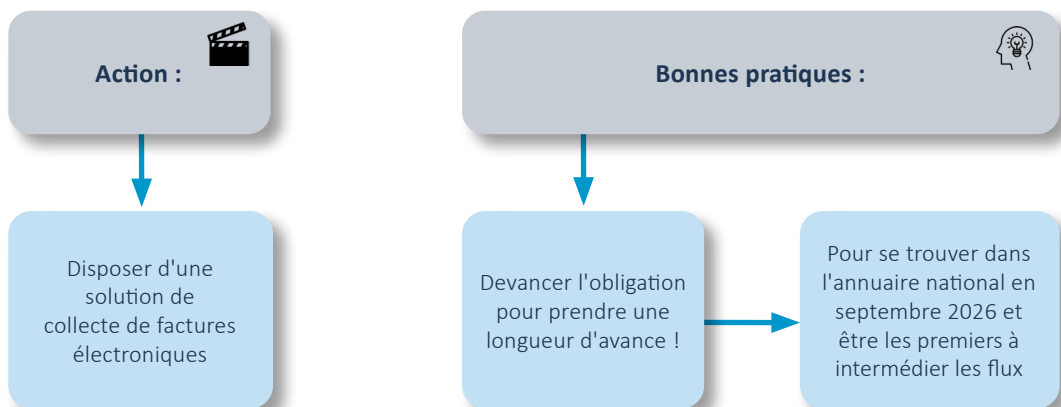 Action :
Bonnes pratiques :
Disposer d'une
solution de
collecte de factures
électroniques
Devancer l'obligation
pour prendre une
longueur d'avance !
Pour se trouver dans
l'annuaire national en
septembre 2026 et
être les premiers à
intermédier les flux